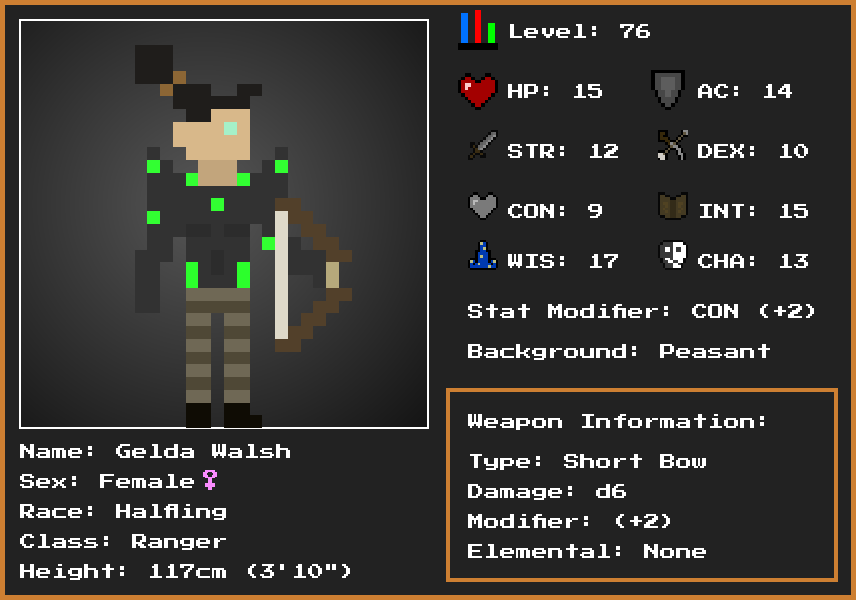 Level: 76
HP: 15
AC: 14
STR: 12
DEX: 10
CON: 9
INT: 15
WIS: 17
CHA: 13
Stat Modifier: CON (+2)
Background: Peasant
Weapon Information:
Type: Short Bow
Damage: d6
Modifier: (+2)
Elemental: None
Name: Gelda Walsh
Sex: Female♀
Race: Halfling
Class: Ranger
Height: 117cm (3'10")